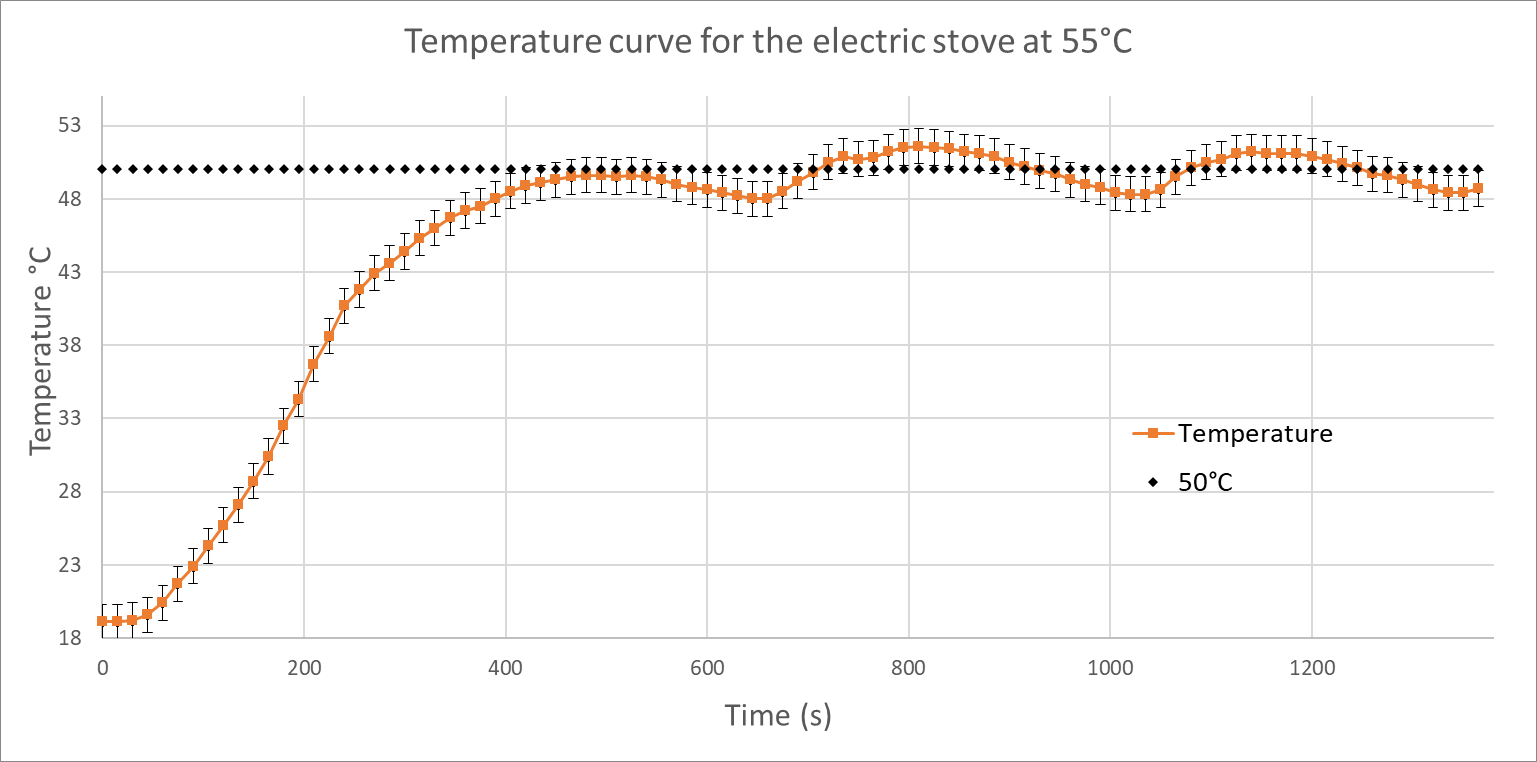 Temperature curve for the electric stove at 55°C
53
48
43
38
33
28
23
18
Temperature °C
Temperature
50°C
0 200 400 600 800 1000 1200
Time (s)